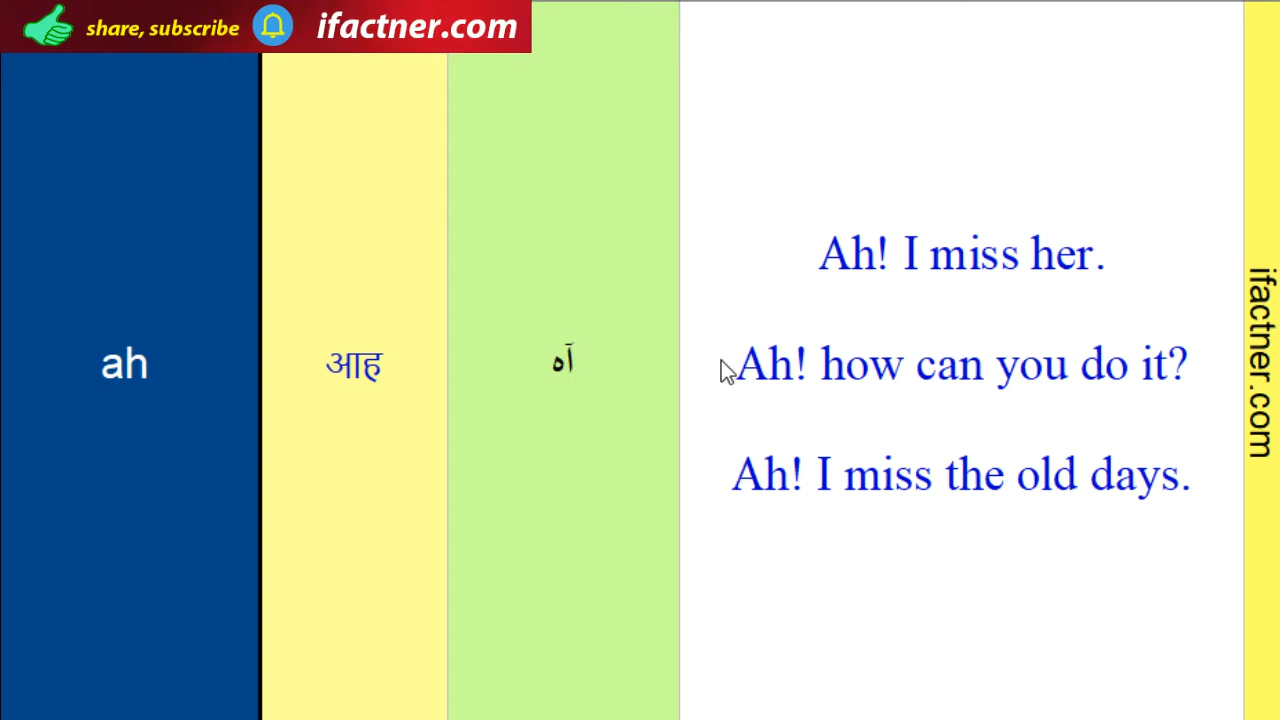 share, subscribe ifactner.com
ah
आह
آہ
Ah! I miss her.
Ah! how can you do it?
Ah! I miss the old days.
ifactner.com